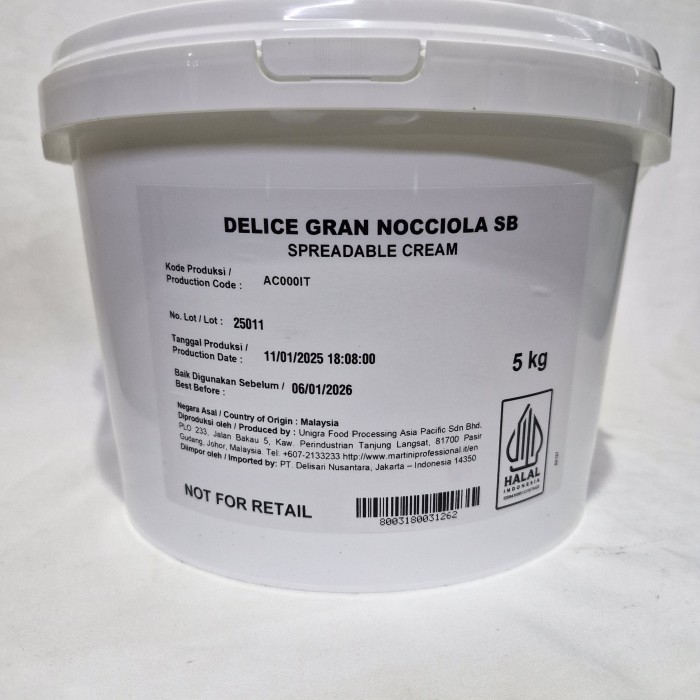 DELICE GRAN NOCCIOLA SB
SPREADABLE CREAM
Kode Produksi /
Production Code : AC000IT
No. Lot / Lot : 25011
Tanggal Produksi /
Production Date : 11/01/2025 18:08:00
5 kg
Baik Digunakan Sebelum /
Best Before : 06/01/2026
Negara Asal / Country of Origin : Malaysia
Diproduksi oleh / Produced by : Unigra Food Processing Asia Pacific Sdn Bhd.
PLO 233, Jalan Bakau 5, Kaw. Perindustrian Tanjung Langsat, 81700 Pasir
Gudang, Johor, Malaysia. Tel: +607-2133233 http://www.martiniprofessional.it/en
Diimpor oleh / Imported by: PT. Delisari Nusantara, Jakarta – Indonesia 14350
NOT FOR RETAIL
8003180031262
HALAL
INDONESIA